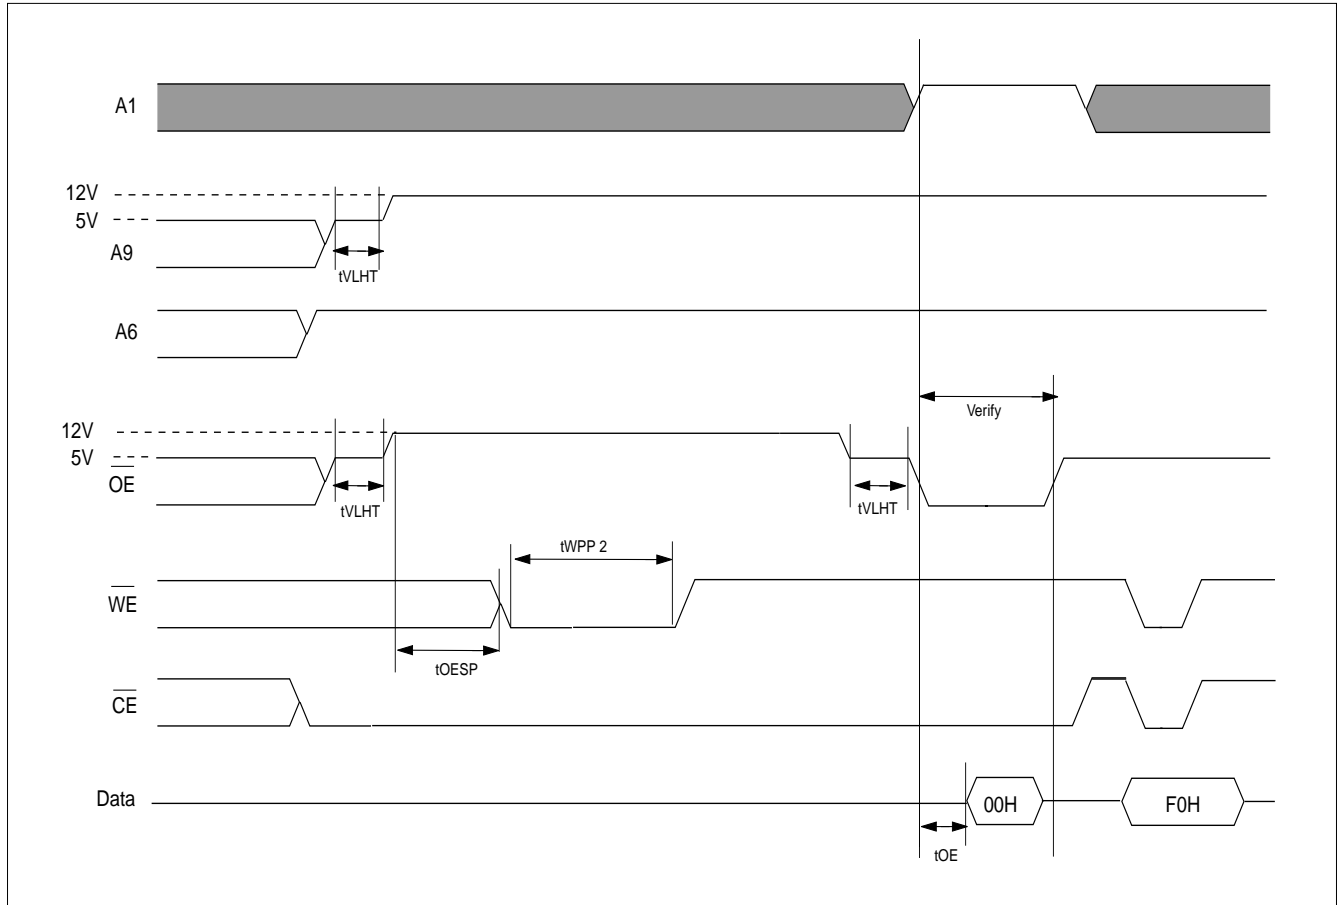 A1
12V
5V
A9
tVLHT
A6
Verify
12V
5V
OE
tVLHT
tVLHT
tWPP 2
WE
tOESP
CE
Data
00H
F0H
tOE